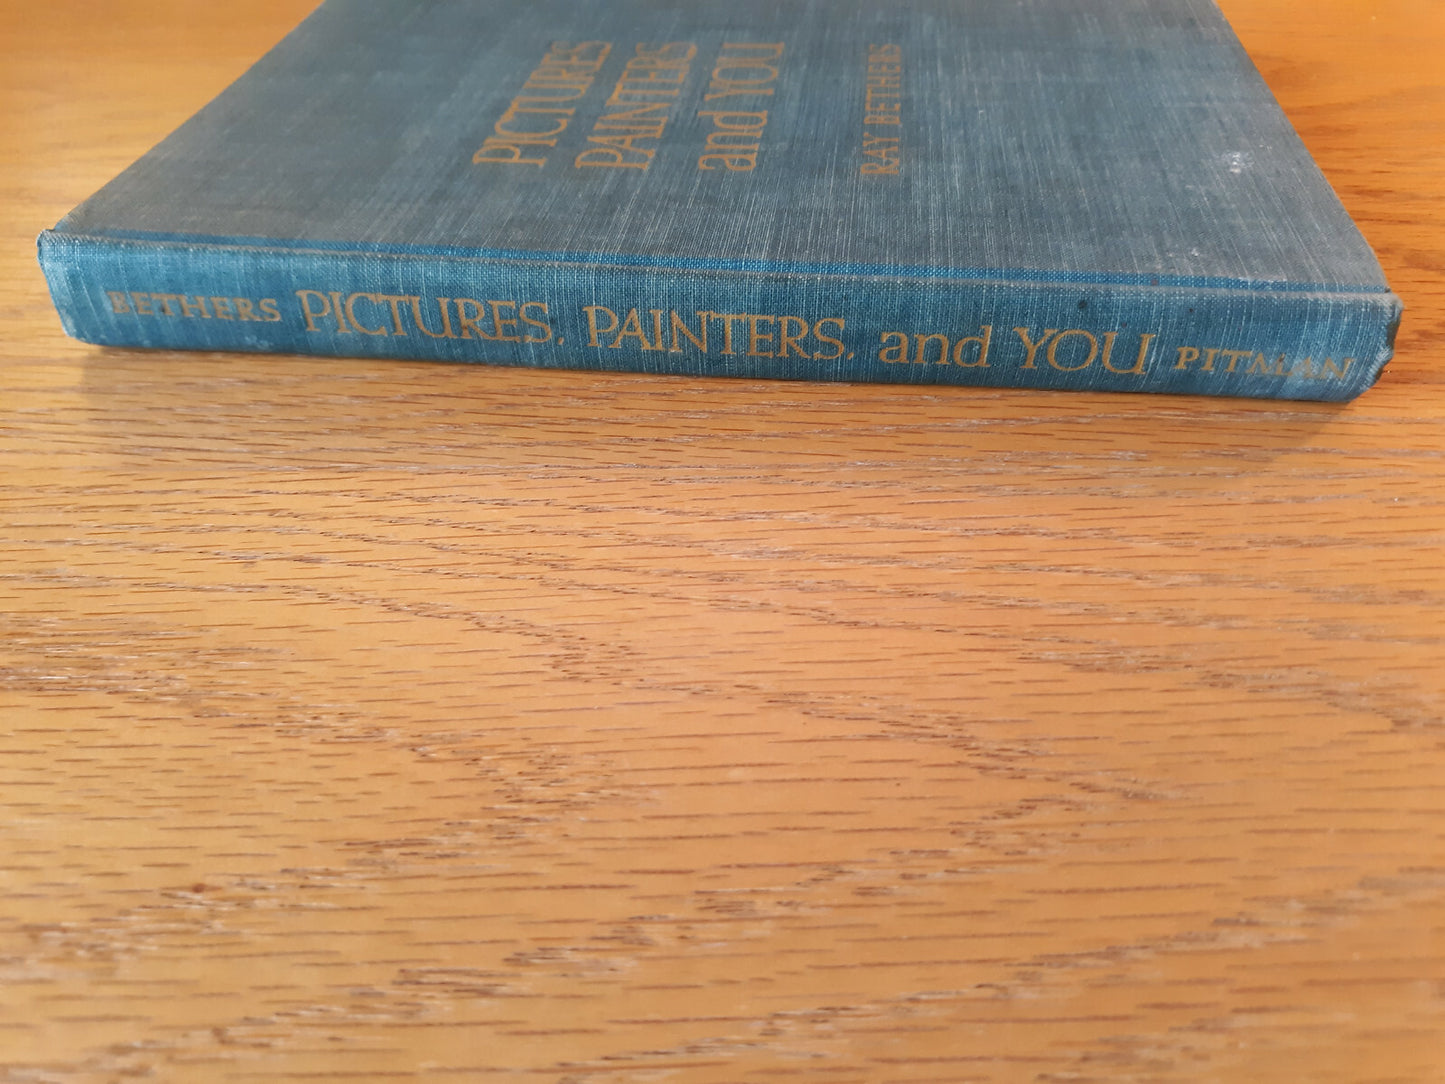 PICTURES
PAINTERS
and YOU
RAY BETHERS
BETHERS PICTURES, PAINTERS, and YOU PITMAN